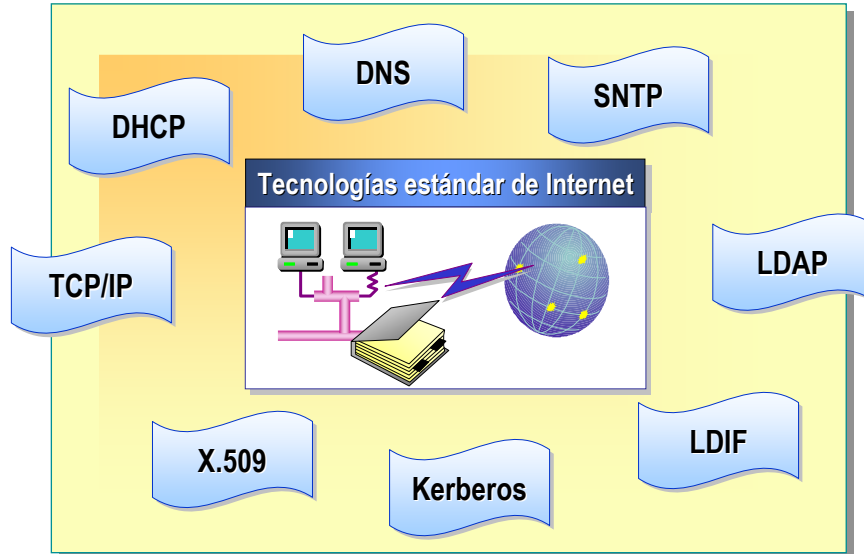 DNS
SNTP
DHCP
Tecnologías estándar de Internet
TCP/IP
LDAP
X.509
LDIF
Kerberos